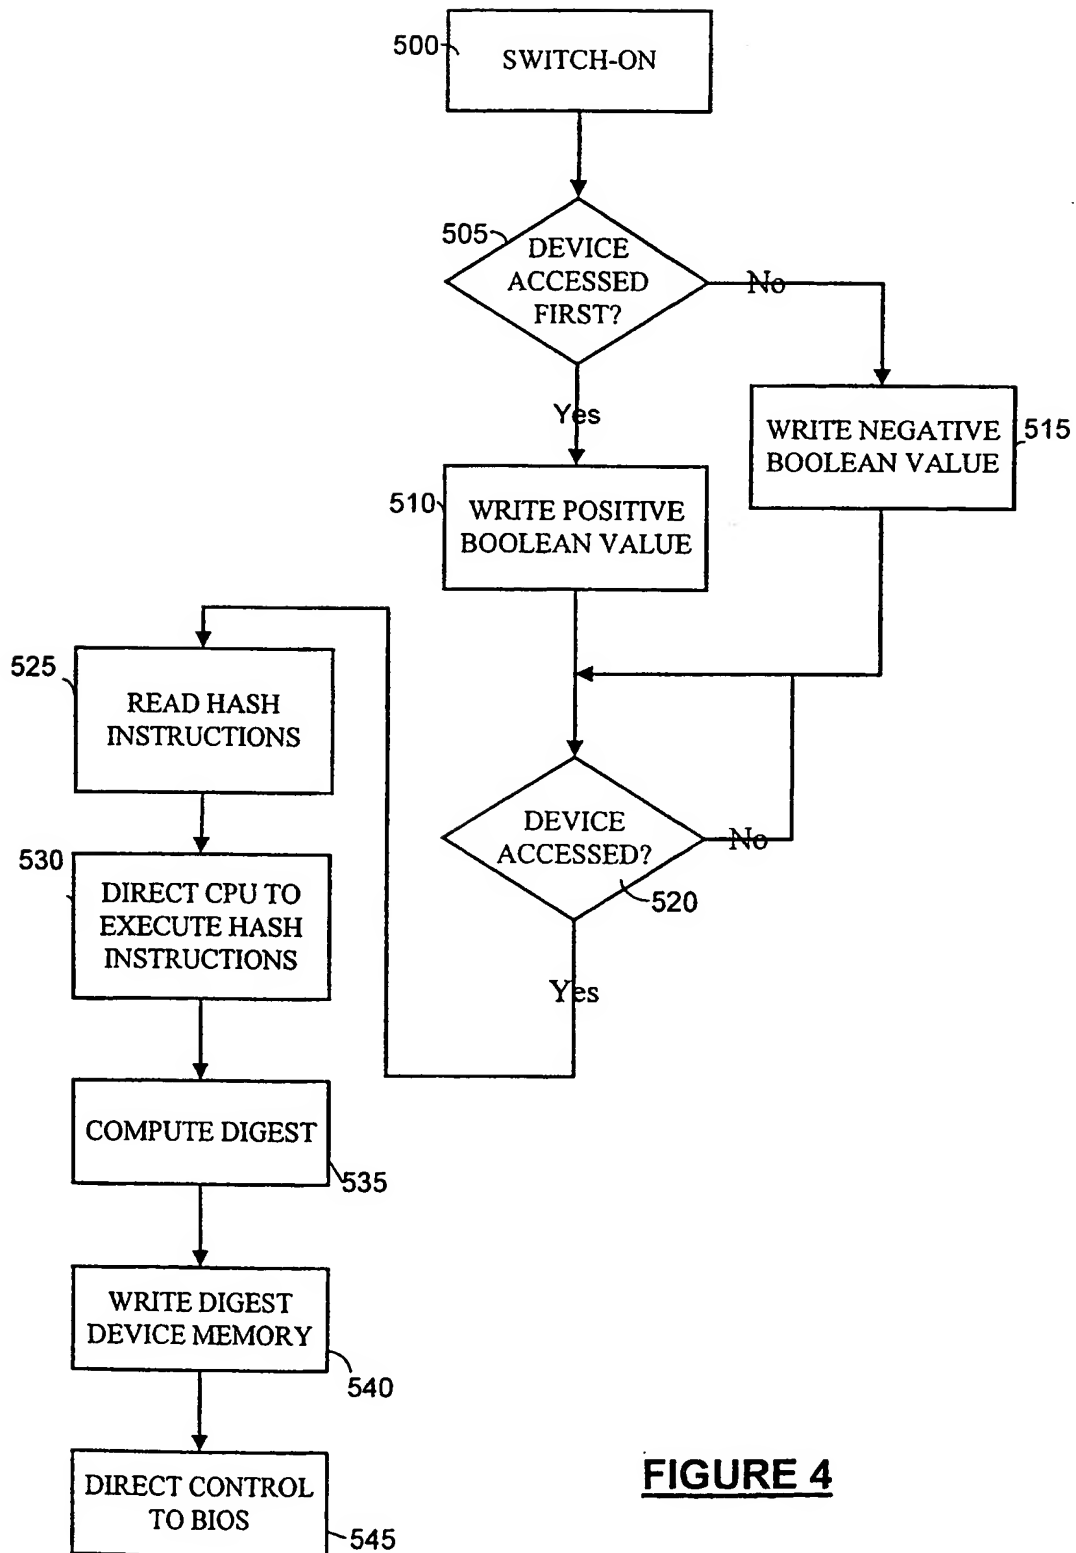 500
SWITCH-ON
505
DEVICE
ACCESSED
FIRST?
No
Yes
WRITE NEGATIVE
BOOLEAN VALUE
515
510
WRITE POSITIVE
BOOLEAN VALUE
525
READ HASH
INSTRUCTIONS
DEVICE
ACCESSED?
No
520
530
DIRECT CPU TO
EXECUTE HASH
INSTRUCTIONS
Yes
COMPUTE DIGEST
535
WRITE DIGEST
DEVICE MEMORY
540
DIRECT CONTROL
TO BIOS
545
FIGURE 4